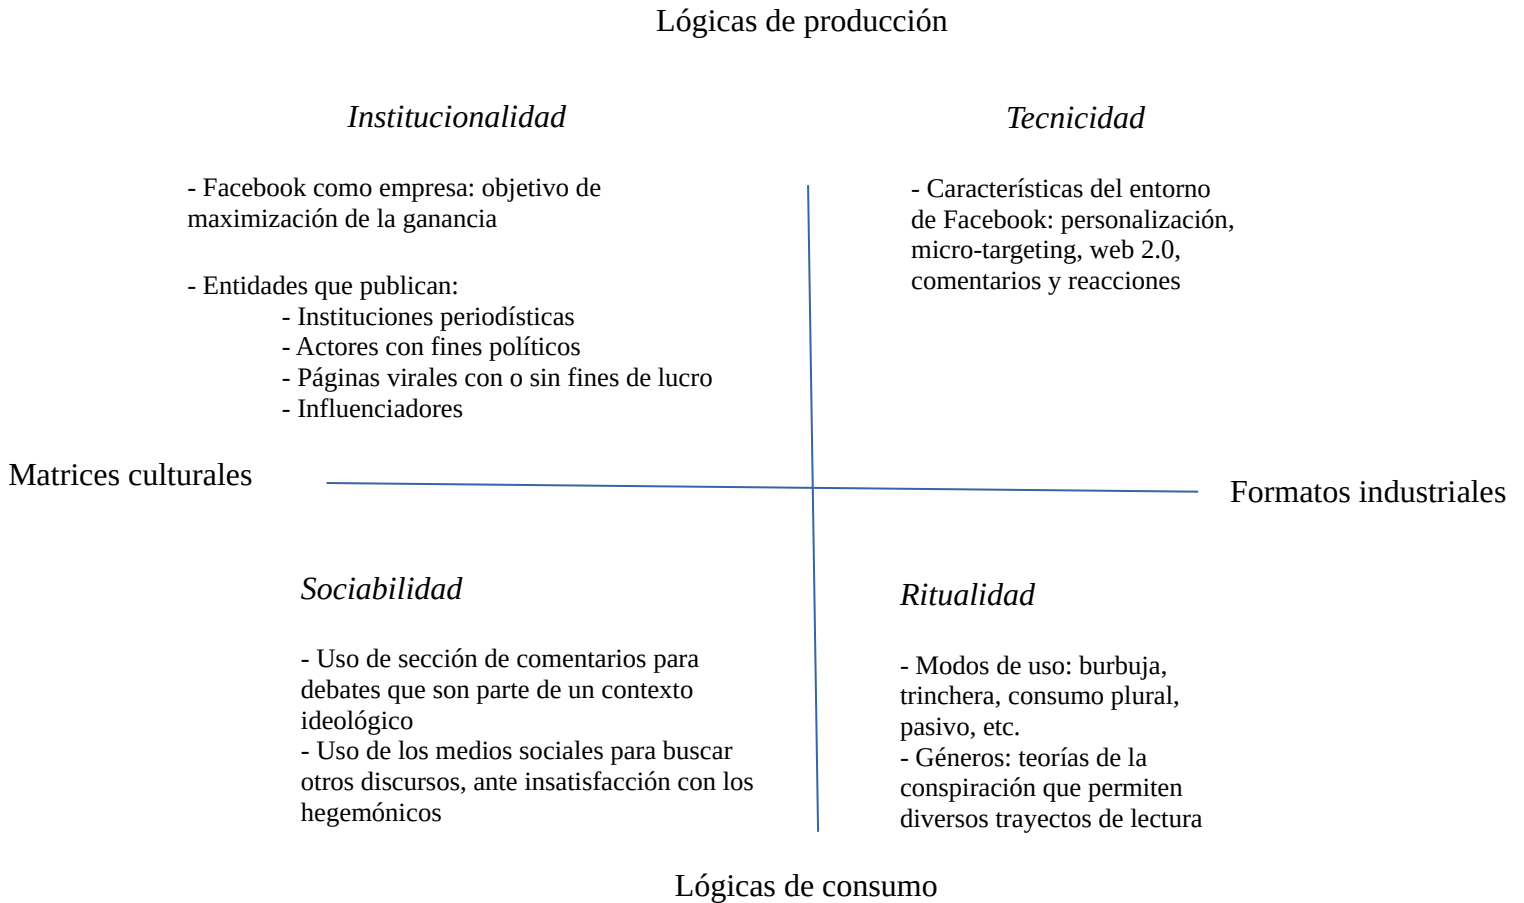 Lógicas de producción
Institucionalidad
- Facebook como empresa: objetivo de
maximización de la ganancia
- Entidades que publican:
- Instituciones periodísticas
- Actores con fines políticos
- Páginas virales con o sin fines de lucro
- Influenciadores
Tecnicidad
- Características del entorno
de Facebook: personalización,
micro-targeting, web 2.0,
comentarios y reacciones
Matrices culturales
Formatos industriales
Sociabilidad
- Uso de sección de comentarios para
debates que son parte de un contexto
ideológico
- Uso de los medios sociales para buscar
otros discursos, ante insatisfacción con los
hegemónicos
Ritualidad
- Modos de uso: burbuja,
trinchera, consumo plural,
pasivo, etc.
- Géneros: teorías de la
conspiración que permiten
diversos trayectos de lectura
Lógicas de consumo